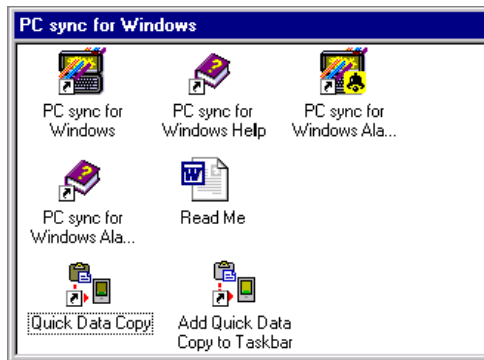 PC sync for Windows
PC sync for
Windows
PC sync for
Windows Help
PC sync for
Windows Ala...
PC sync for
Windows Ala...
Read Me
Quick Data Copy
Add Quick Data
Copy to Taskbar